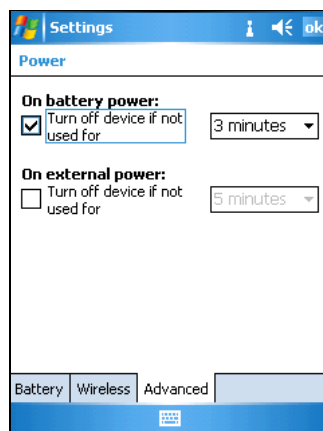 Settings ok
Power
On battery power:
Turn off device if not
used for
3 minutes
On external power:
Turn off device if not
used for
5 minutes
Battery Wireless Advanced